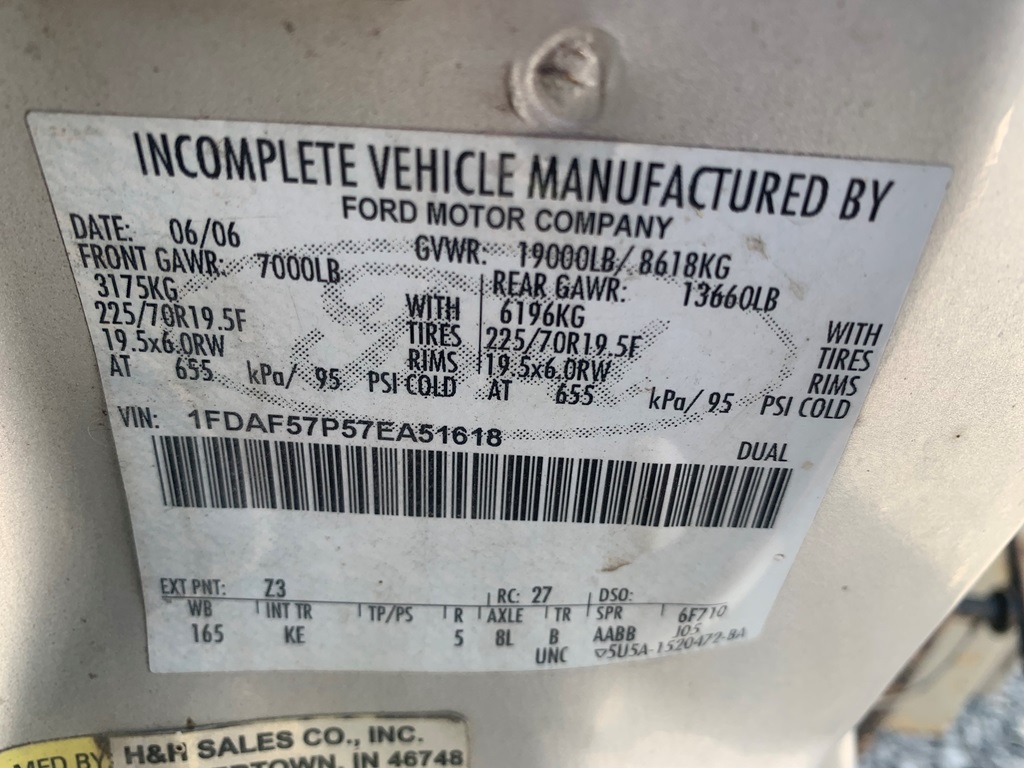 INCOMPLETE VEHICLE MANUFACTURED BY
FORD MOTOR COMPANY
DATE: 06/06 GVWR: 19000LB/ 8618KG
FRONT GAWR: 7000LB REAR GAWR: 13660LB
3175KG WITH 6196KG WITH
225/70R19.5F TIRES 225/70R19.5F TIRES
19.5x6.0RW RIMS 19.5x6.0RW RIMS
AT 655 kPa/ 95 PSI COLD AT 655 kPa/ 95 PSI COLD
VIN: 1FDAF57P57EA51618
DUAL
EXT PNT: Z3 RC: 27 DSO:
WB INT TR TP/PS R AXLE TR SPR 6F710
165 KE 5 8L B AABB J05
UNC ▽5U5A-1520472-BA
MFD BY H&H SALES CO., INC.
IN 46748